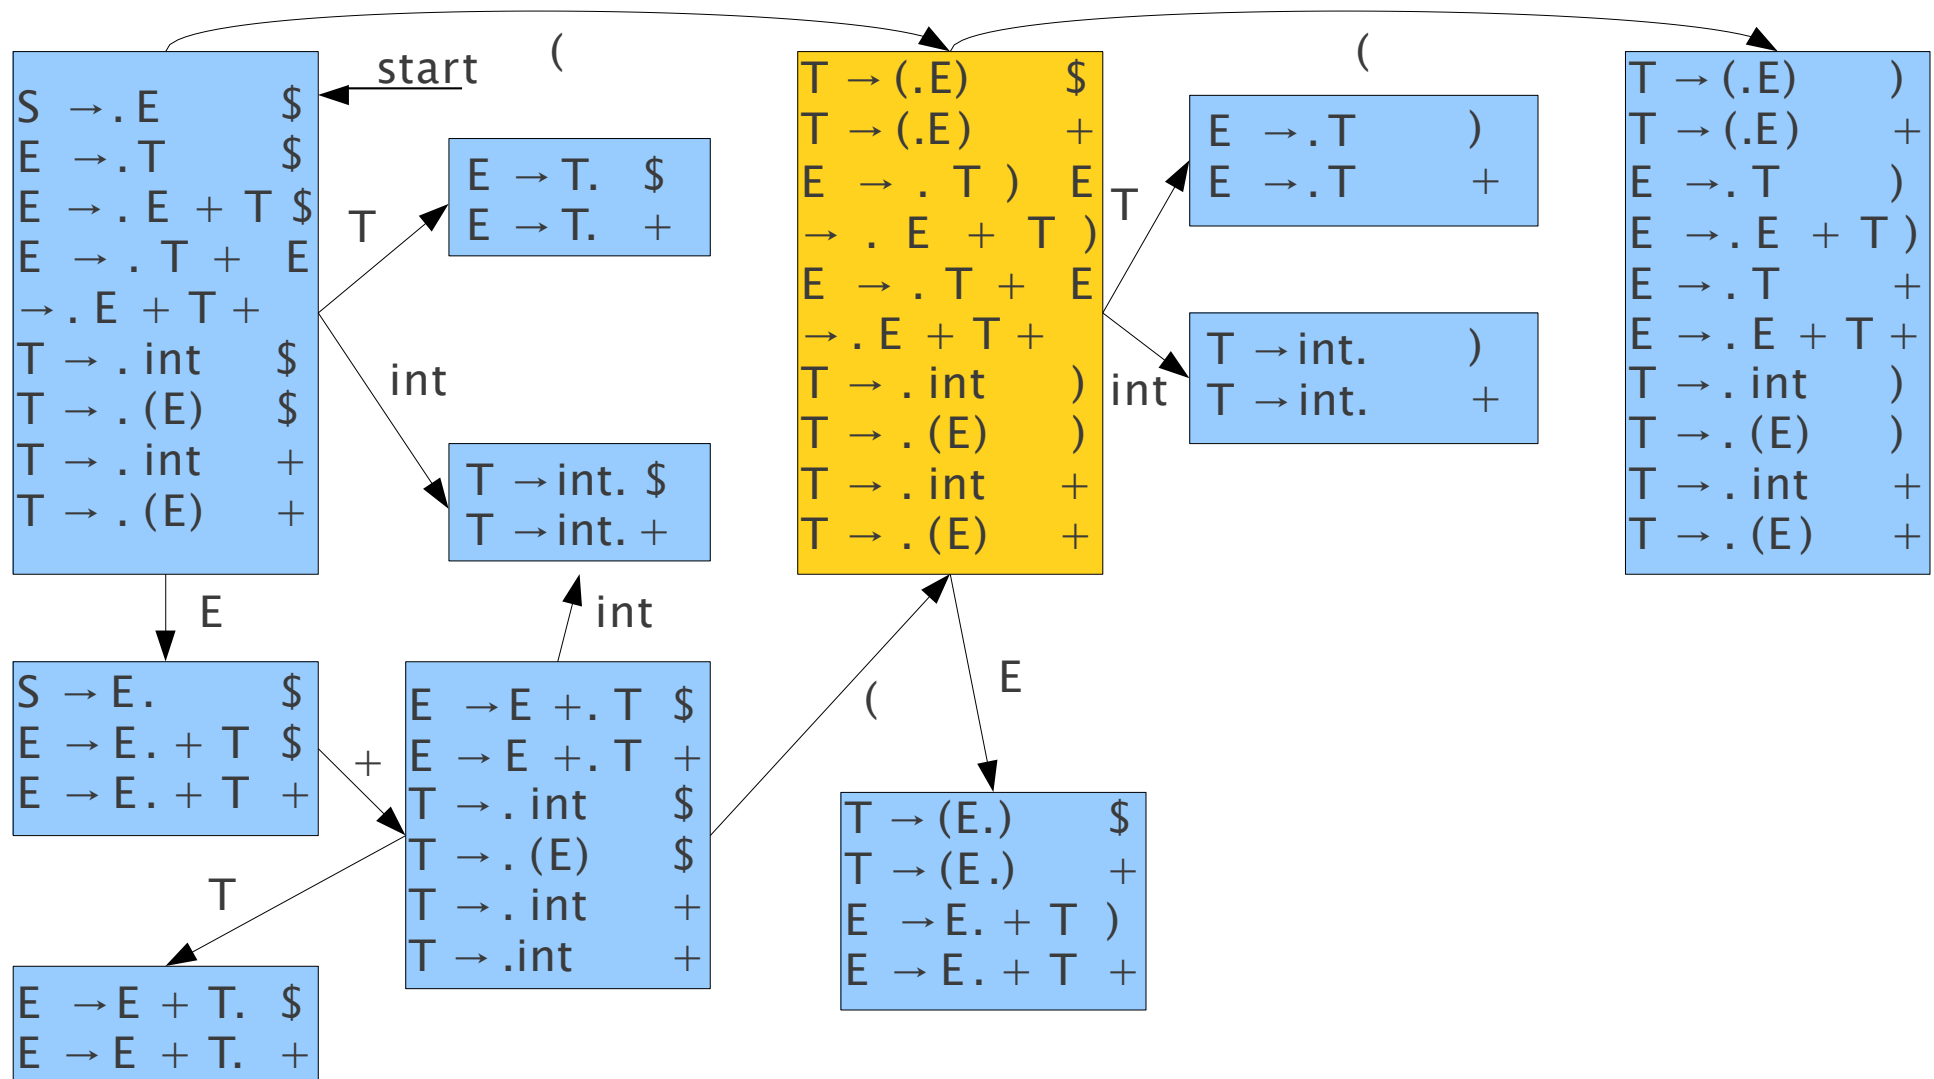 start
S → . E $
E → . T $
E → . E + T $
E → . T + E
→ . E + T +
T → . int $
T → . (E) $
T → . int +
T → . (E) +
(
T
E → T. $
E → T. +
int
T → int. $
T → int. +
E
S → E. $
E → E. + T $
E → E. + T +
+
E → E +. T $
E → E +. T +
T → . int $
T → . (E) $
T → . int +
T → .int +
int
T
E → E + T. $
E → E + T. +
(
T → (.E) $
T → (.E) +
E → . T ) E
→ . E + T )
E → . T + E
→ . E + T +
T → . int )
T → . (E) )
T → . int +
T → . (E) +
T
E → . T )
E → . T +
int
T → int. )
T → int. +
E
T → (E.) $
T → (E.) +
E → E. + T )
E → E. + T +
(
T → (.E) )
T → (.E) +
E → . T )
E → . E + T )
E → . T +
E → . E + T +
T → . int )
T → . (E) )
T → . int +
T → . (E) +